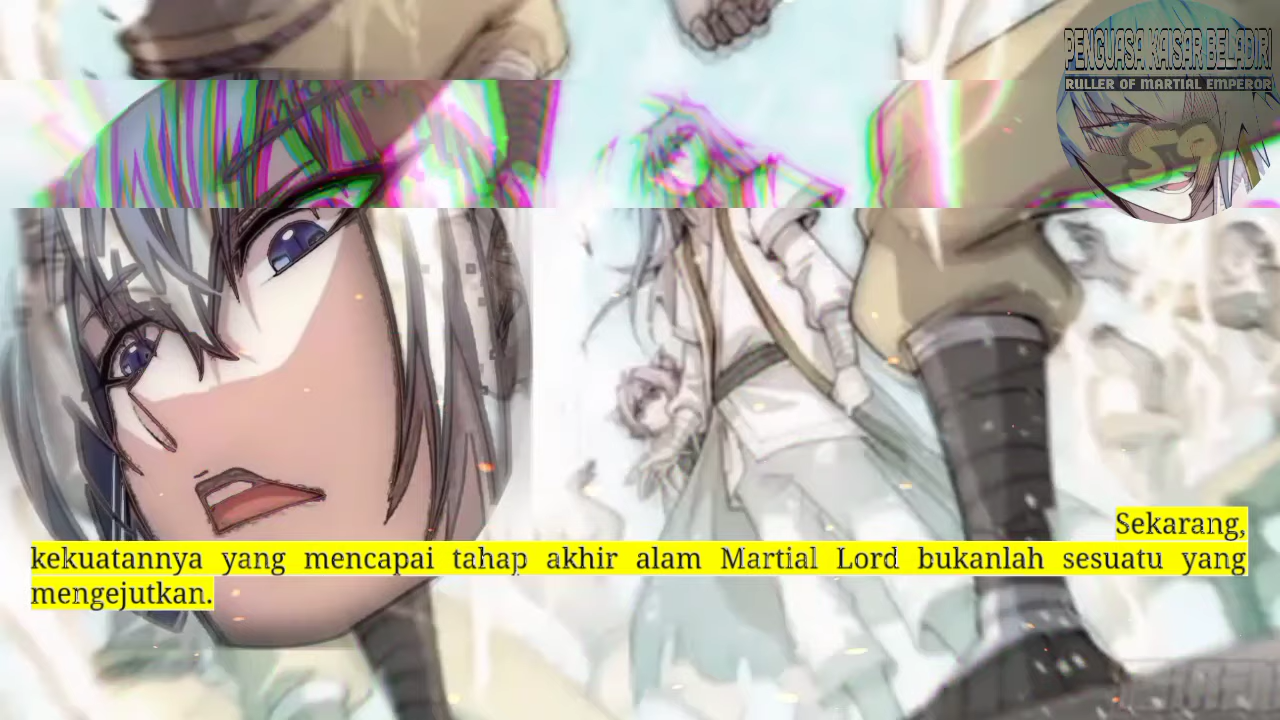 PENGUASA KAISAR BELADIRI
RULLER OF MARTIAL EMPEROR
59
Sekarang,
kekuatannya yang mencapai tahap akhir alam Martial Lord bukanlah sesuatu yang
mengejutkan.